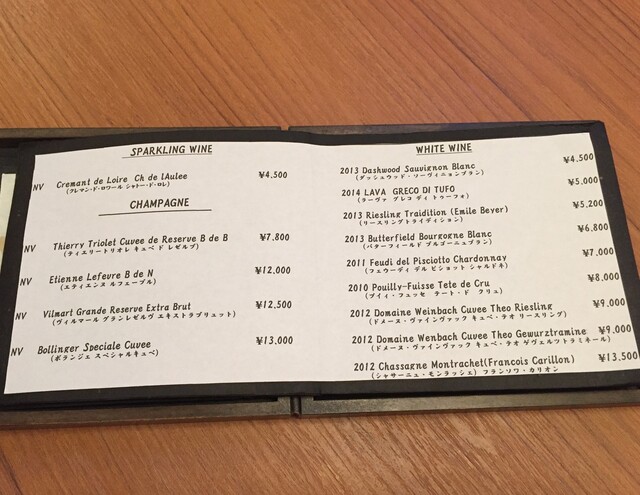 SPARKLING WINE
NV Cremant de Loire Ch de lAulee ¥4,500
(クレマン・ド・ロワール シャトー・ド・ロレ)
CHAMPAGNE
NV Thierry Triolet Cuvee de Reserve B de B ¥7,800
(ティエリートリオレ キュベ ド レゼルブ)
NV Etienne Lefevre B de N ¥12,000
(エティエンヌ ルフェーブル)
NV Vilmart Grande Reserve Extra Brut ¥12,500
(ヴィルマール グランレゼルヴ エキストラブリュット)
NV Bollinger Speciale Cuvee ¥13,000
(ボランジェ スペシャルキュベ)
WHITE WINE
2013 Dashwood Sauvignon Blanc ¥4,500
(ダッシュウッド・ソーヴィニョンブラン)
2014 LAVA GRECO DI TUFO ¥5,000
(ラーヴァ グレコ ディ トゥーフォ)
2013 Riesling Traidition (Emile Beyer) ¥5,200
(リースリングトライディション)
2013 Butterfield Bourgogne Blanc ¥6,800
(バターフィールド ブルゴーニュブラン)
2011 Feudi del Pisciotto Chardonnay ¥7,000
(フェウーディ デル ピショット シャルドネ)
2010 Pouilly-Fuisse Tete de Cru ¥8,000
(プイィ・フュッセ テート・ド クリュ)
2012 Domaine Weinbach Cuvee Theo Riesling ¥9,000
(ドメーヌ・ヴァインヴァック キュベ・テオ リースリング)
2012 Domaine Wenbach Cuvee Theo Gewurztramine ¥9,000
(ドメーヌ・ヴァインヴァック キュベ・テオ ゲヴェルツトラミネール)
2012 Chassagne Montrachet(Francois Carillon) ¥13,500
(シャサーニュ・モンラッシェ) フランソワ・カリオン